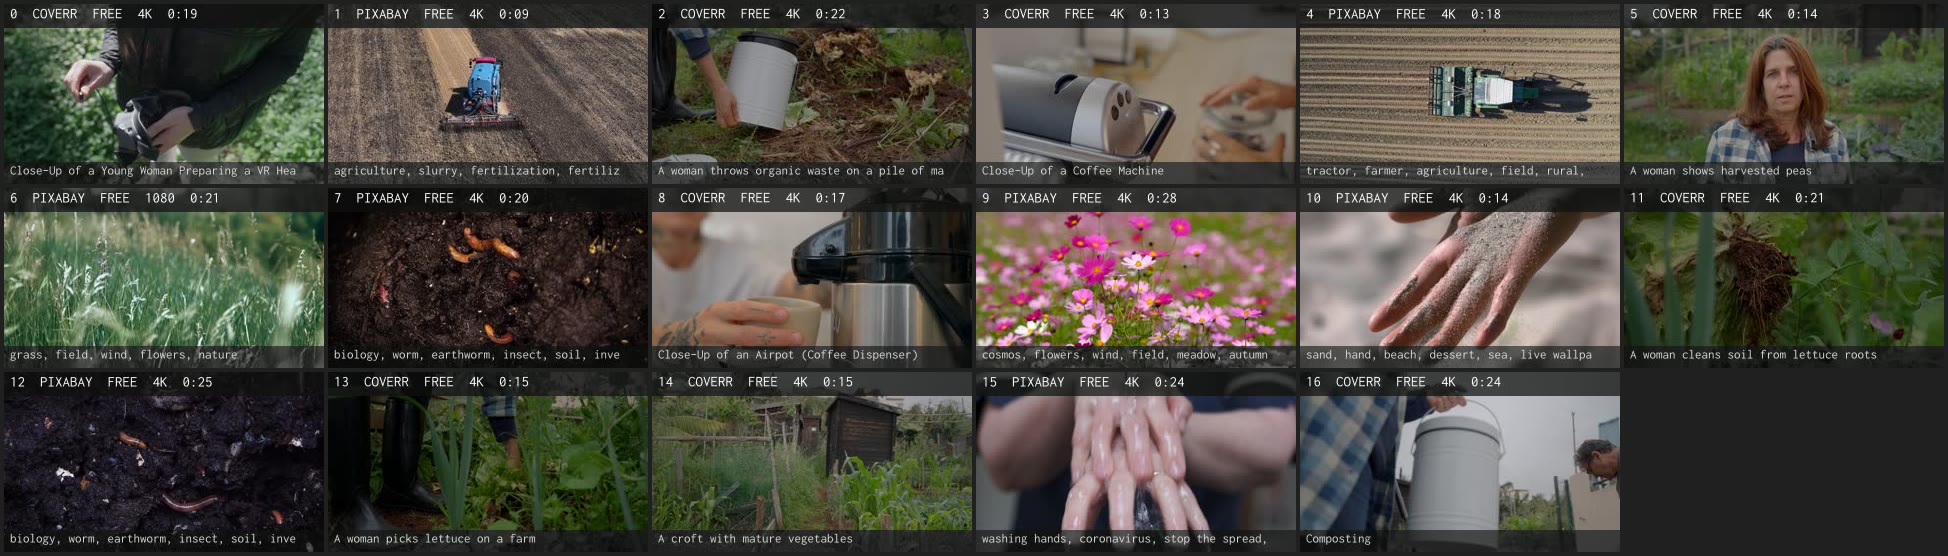 0 COVERR FREE 4K 0:19
Close-Up of a Young Woman Preparing a VR Hea
1 PIXABAY FREE 4K 0:09
agriculture, slurry, fertilization, fertiliz
2 COVERR FREE 4K 0:22
A woman throws organic waste on a pile of ma
3 COVERR FREE 4K 0:13
Close-Up of a Coffee Machine
4 PIXABAY FREE 4K 0:18
tractor, farmer, agriculture, field, rural,
5 COVERR FREE 4K 0:14
A woman shows harvested peas
6 PIXABAY FREE 1080 0:21
grass, field, wind, flowers, nature
7 PIXABAY FREE 4K 0:20
biology, worm, earthworm, insect, soil, inve
8 COVERR FREE 4K 0:17
Close-Up of an Airpot (Coffee Dispenser)
9 PIXABAY FREE 4K 0:28
cosmos, flowers, wind, field, meadow, autumn
10 PIXABAY FREE 4K 0:14
sand, hand, beach, dessert, sea, live wallpa
11 COVERR FREE 4K 0:21
A woman cleans soil from lettuce roots
12 PIXABAY FREE 4K 0:25
biology, worm, earthworm, insect, soil, inve
13 COVERR FREE 4K 0:15
A woman picks lettuce on a farm
14 COVERR FREE 4K 0:15
A croft with mature vegetables
15 PIXABAY FREE 4K 0:24
washing hands, coronavirus, stop the spread,
16 COVERR FREE 4K 0:24
Composting